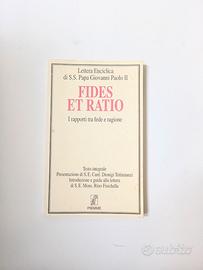 Lettera Enciclica
di S.S. Papa Giovanni Paolo II
FIDES
ET RATIO
I rapporti tra fede e ragione
Testo integrale
Presentazione di S.E. Card. Dionigi Tettamanzi
Introduzione e guida alla lettura
di S.E. Mons. Rino Fisichella
PIEMME
subito